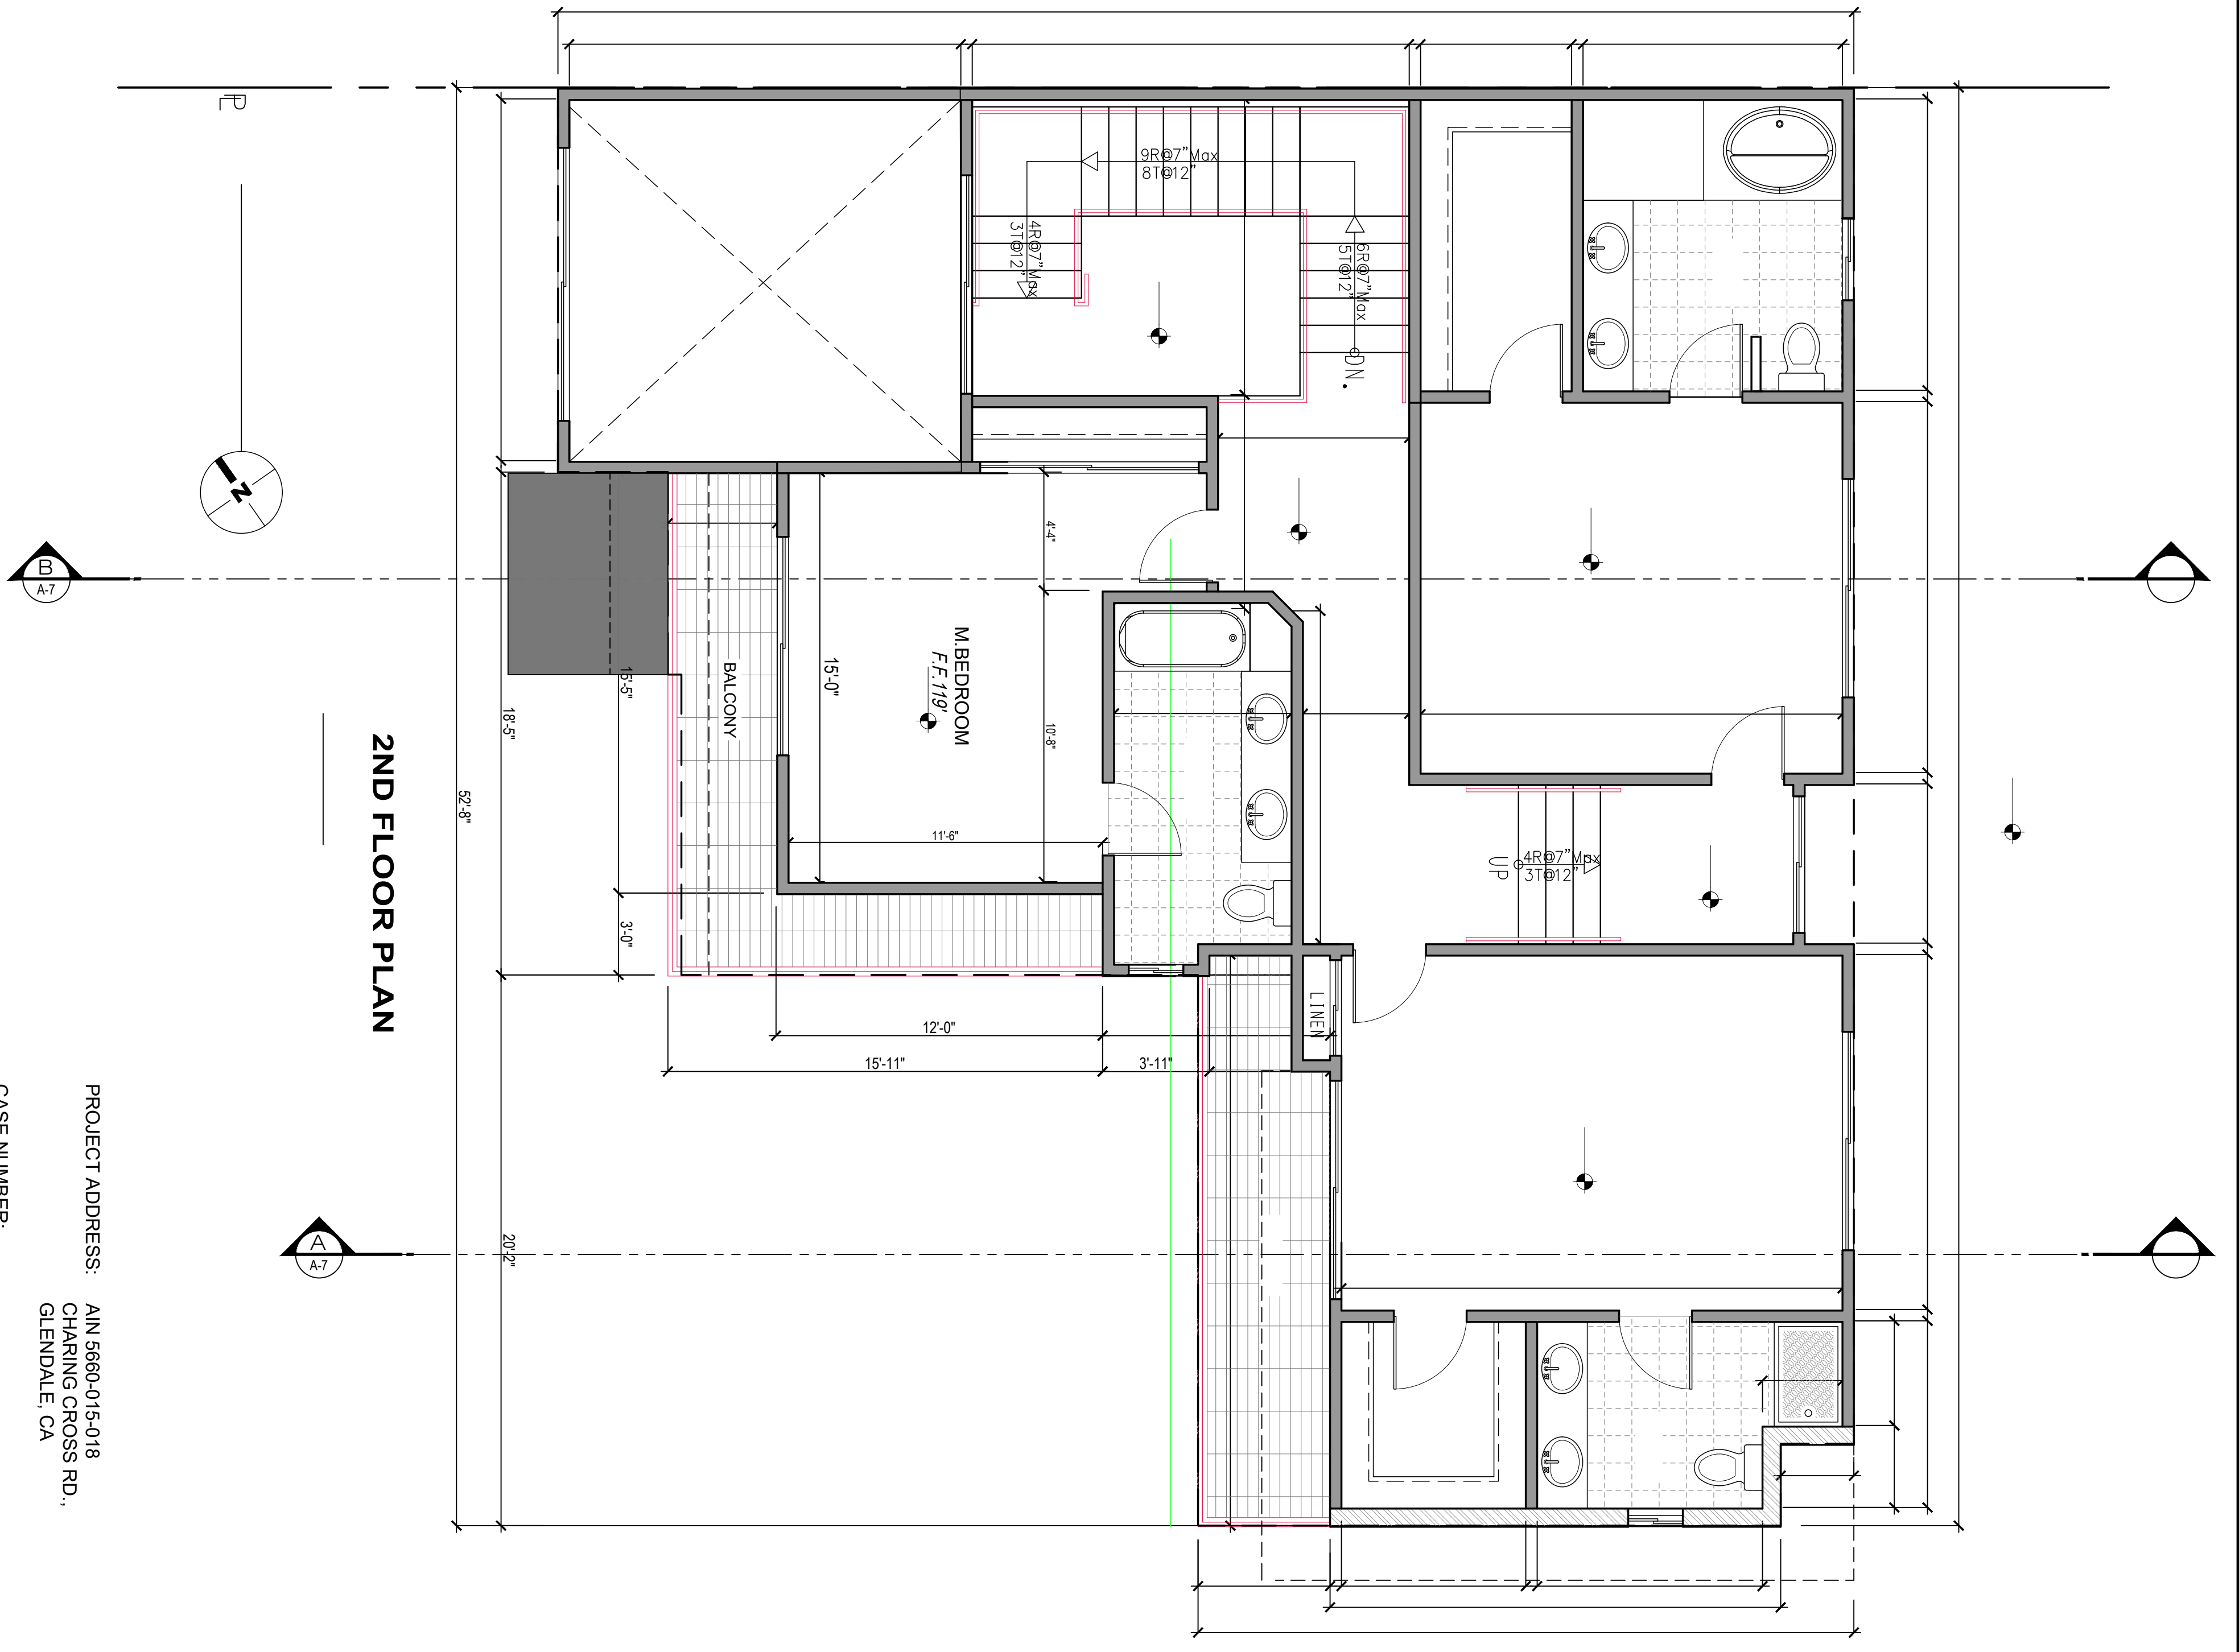 PL
N
B
A-7
A
A-7
9R@7"Max
8T@12"
4R@7"Max
3T@12"
6R@7"Max
5T@12"
DN.
4'-4"
M.BEDROOM
F.F.119'
10'-8"
15'-0"
BALCONY
15'-5"
18'-5"
11'-6"
3'-0"
52'-8"
4R@7"Max
3T@12"
UP
LINEN
12'-0"
15'-11"
3'-11"
20'-2"
2ND FLOOR PLAN
PROJECT ADDRESS: AIN 5660-015-018
CHARING CROSS RD.,
GLENDALE, CA
CASE NUMBER: